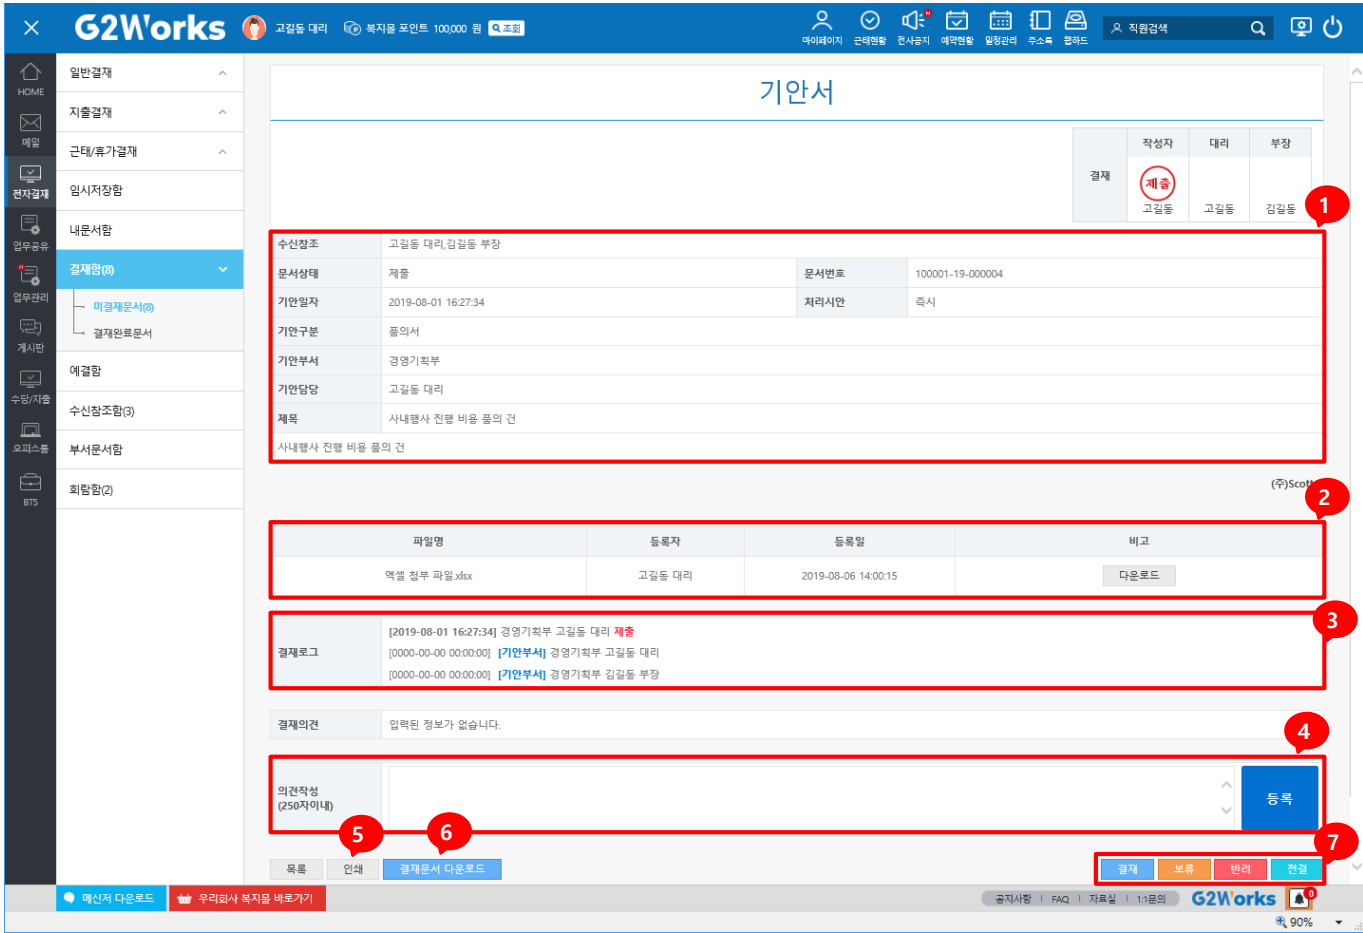 G2Works 고길동 대리 복지몰 포인트 100,000 원 조회
마이페이지 근태현황 전사공지 예약현황 일정관리 주소록 웹하드 직원검색
HOME
메일
전자결재
업무공유
업무관리
게시판
수당/지출
오피스툴
BTS
일반결재
지출결재
근태/휴가결재
임시저장함
내문서함
결재함(8)
미결재문서(8)
결재완료문서
예결함
수신참조함(3)
부서문서함
회람함(2)
기안서
결재 작성자 대리 부장
제출
고길동 고길동 김길동
1
수신참조 고길동 대리,김길동 부장
문서상태 제출 문서번호 100001-19-000004
기안일자 2019-08-01 16:27:34 처리시안 즉시
기안구분 품의서
기안부서 경영기획부
기안담당 고길동 대리
제목 사내행사 진행 비용 품의 건
사내행사 진행 비용 품의 건
(주)Scott
2
파일명 등록자 등록일 비고
엑셀 첨부 파일.xlsx 고길동 대리 2019-08-06 14:00:15 다운로드
3
결재로그
[2019-08-01 16:27:34] 경영기획부 고길동 대리 제출
[0000-00-00 00:00:00] [기안부서] 경영기획부 고길동 대리
[0000-00-00 00:00:00] [기안부서] 경영기획부 김길동 부장
결재의견 입력된 정보가 없습니다.
4
의견작성
(250자이내)
등록
5 6 7
목록 인쇄 결재문서 다운로드 결재 보류 반려 전결
메신저 다운로드 우리회사 복지몰 바로가기 공지사항 | FAQ | 자료실 | 1:1문의 G2Works 0
90%